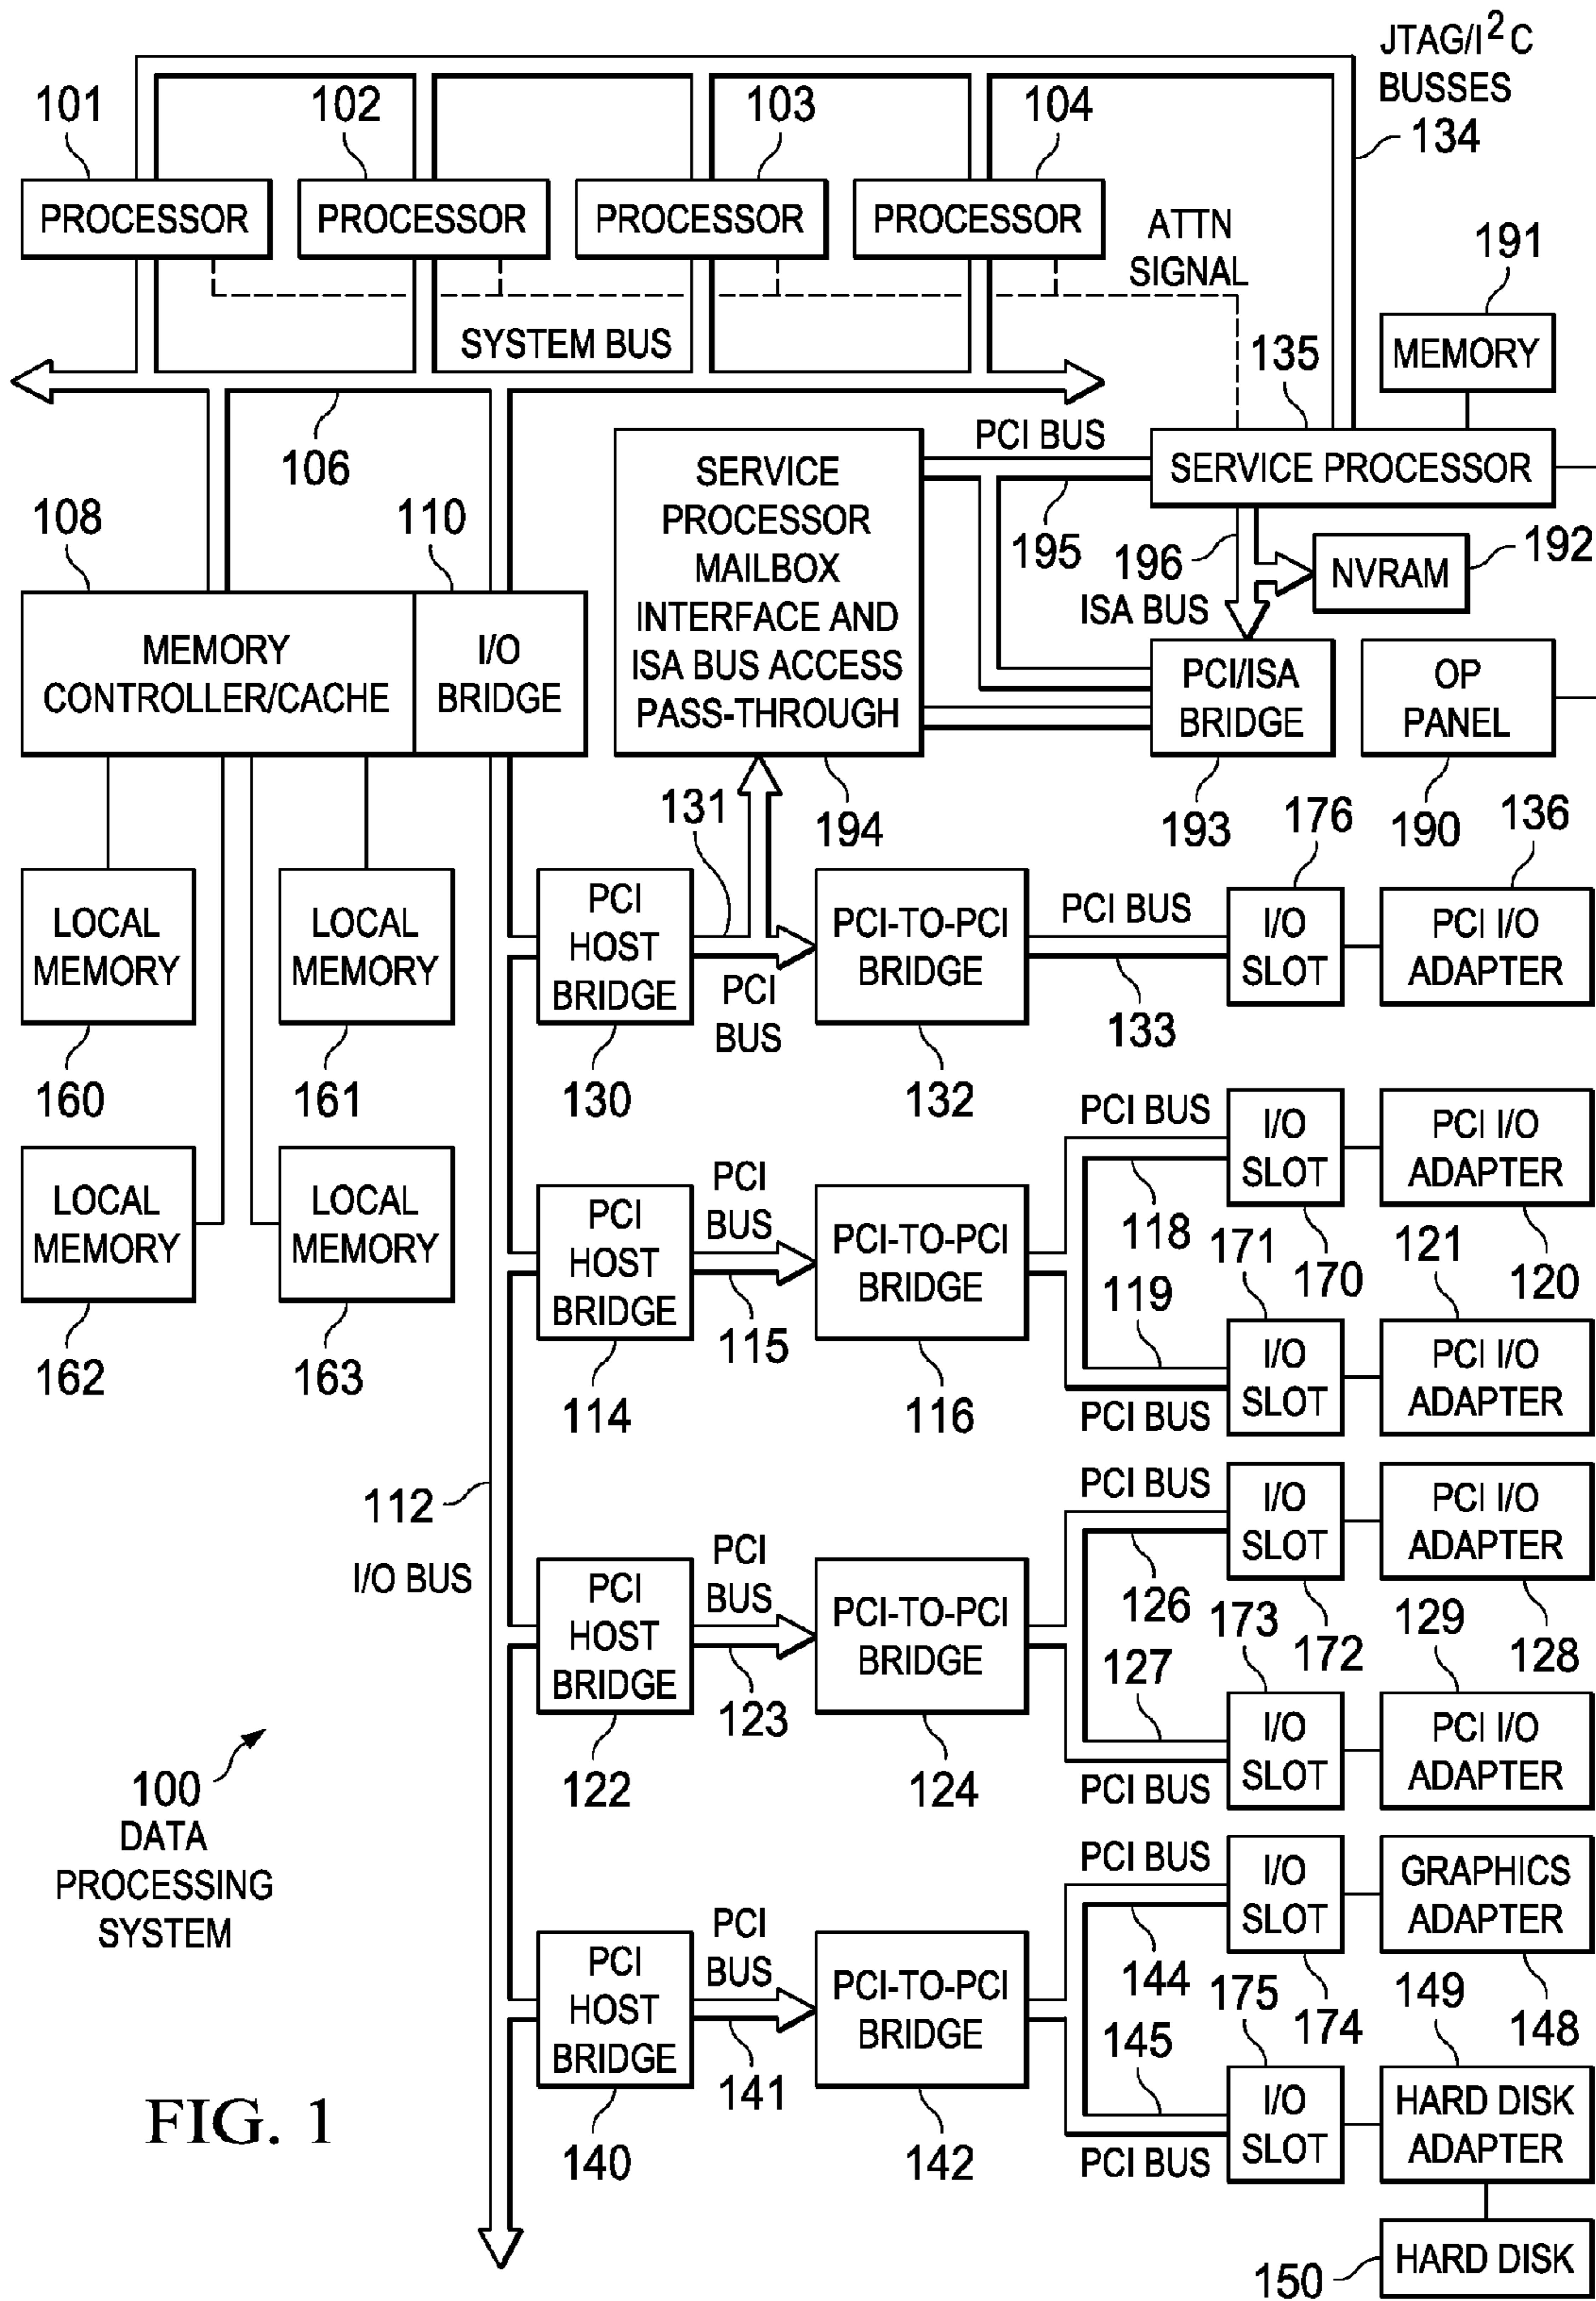 JTAG/I²C
BUSSES
134
101
102
103
104
PROCESSOR
PROCESSOR
PROCESSOR
PROCESSOR
ATTN
SIGNAL
191
SYSTEM BUS
135
MEMORY
106
PCI BUS
SERVICE PROCESSOR
195
196
ISA BUS
NVRAM
192
108
110
MEMORY
CONTROLLER/CACHE
I/O
BRIDGE
SERVICE
PROCESSOR
MAILBOX
INTERFACE AND
ISA BUS ACCESS
PASS-THROUGH
PCI/ISA
BRIDGE
OP
PANEL
131
194
193
176
190
136
LOCAL
MEMORY
LOCAL
MEMORY
160
161
PCI
HOST
BRIDGE
PCI
BUS
PCI-TO-PCI
BRIDGE
PCI BUS
133
I/O
SLOT
PCI I/O
ADAPTER
130
132
LOCAL
MEMORY
LOCAL
MEMORY
162
163
PCI
HOST
BRIDGE
PCI
BUS
115
PCI-TO-PCI
BRIDGE
114
116
PCI BUS
118
I/O
SLOT
PCI I/O
ADAPTER
171
170
121
120
119
I/O
SLOT
PCI I/O
ADAPTER
PCI BUS
112
I/O BUS
PCI
HOST
BRIDGE
PCI
BUS
123
PCI-TO-PCI
BRIDGE
122
124
PCI BUS
126
I/O
SLOT
PCI I/O
ADAPTER
173
172
129
128
127
I/O
SLOT
PCI I/O
ADAPTER
PCI BUS
100
DATA
PROCESSING
SYSTEM
PCI
HOST
BRIDGE
PCI
BUS
141
PCI-TO-PCI
BRIDGE
140
142
PCI BUS
144
I/O
SLOT
GRAPHICS
ADAPTER
175
174
149
148
145
I/O
SLOT
HARD DISK
ADAPTER
PCI BUS
150
HARD DISK
FIG. 1